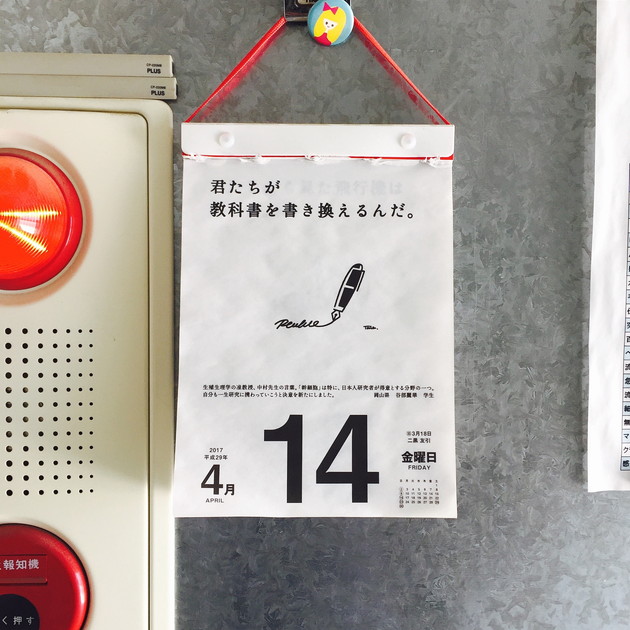 CP-000NB
PLUS
PLUS
君たちが
教科書を書き換えるんだ。
Rewrite
生殖生理学の准教授、中村先生の言葉。「幹細胞」は特に、日本人研究者が得意とする分野の一つ。
自分も一生研究に携わっていこうと決意を新たにしました。 岡山県 谷部麗華 学生
2017
平成29年
4月
APRIL
14
旧3月18日
二黒 友引
金曜日
FRIDAY
報知機
く押す